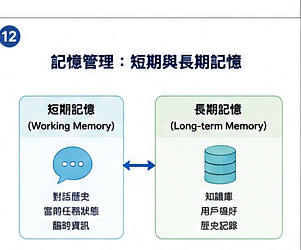 12
記憶管理：短期與長期記憶
短期記憶
(Working Memory)
對話歷史
當前任務狀態
臨時資訊
長期記憶
(Long-term Memory)
知識庫
用戶偏好
歷史記錄